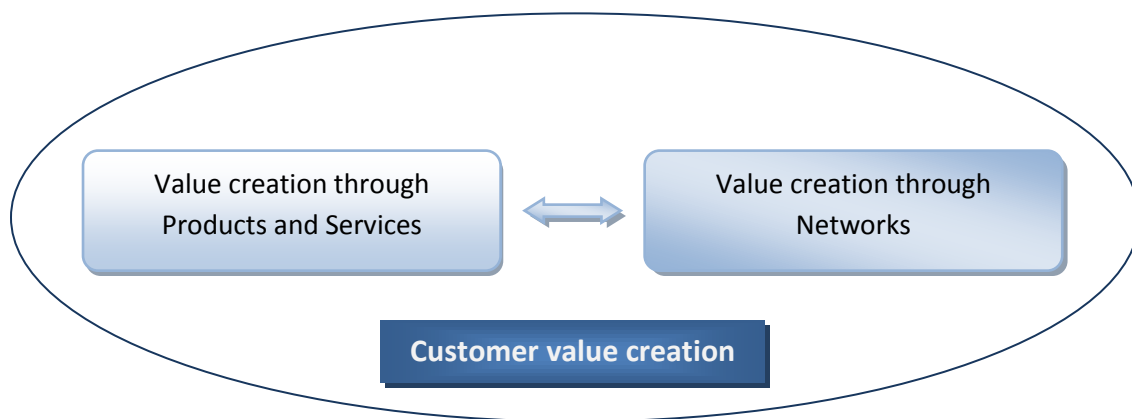 Value creation through
Products and Services
Value creation through
Networks
Customer value creation